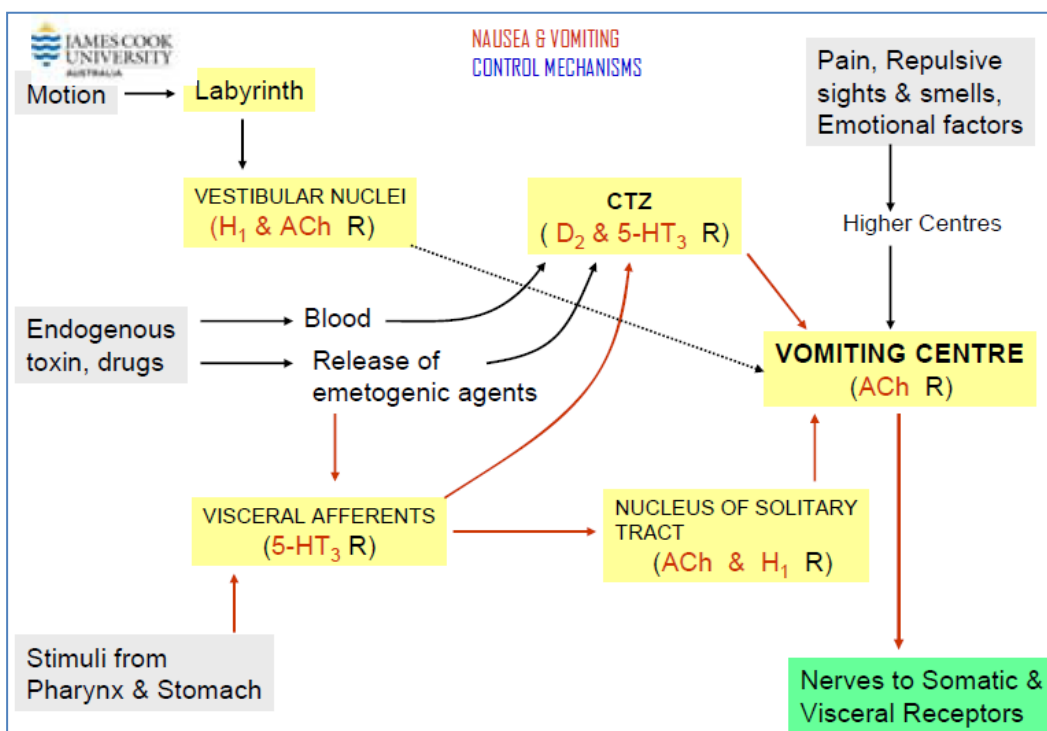 JAMES COOK
UNIVERSITY
AUSTRALIA
NAUSEA & VOMITING
CONTROL MECHANISMS
Motion
Labyrinth
Pain, Repulsive
sights & smells,
Emotional factors
VESTIBULAR NUCLEI
(H₁ & ACh R)
CTZ
( D₂ & 5-HT₃ R)
Higher Centres
Endogenous
toxin, drugs
Blood
Release of
emetogenic agents
VOMITING CENTRE
(ACh R)
VISCERAL AFFERENTS
(5-HT₃ R)
NUCLEUS OF SOLITARY
TRACT
(ACh & H₁ R)
Stimuli from
Pharynx & Stomach
Nerves to Somatic &
Visceral Receptors